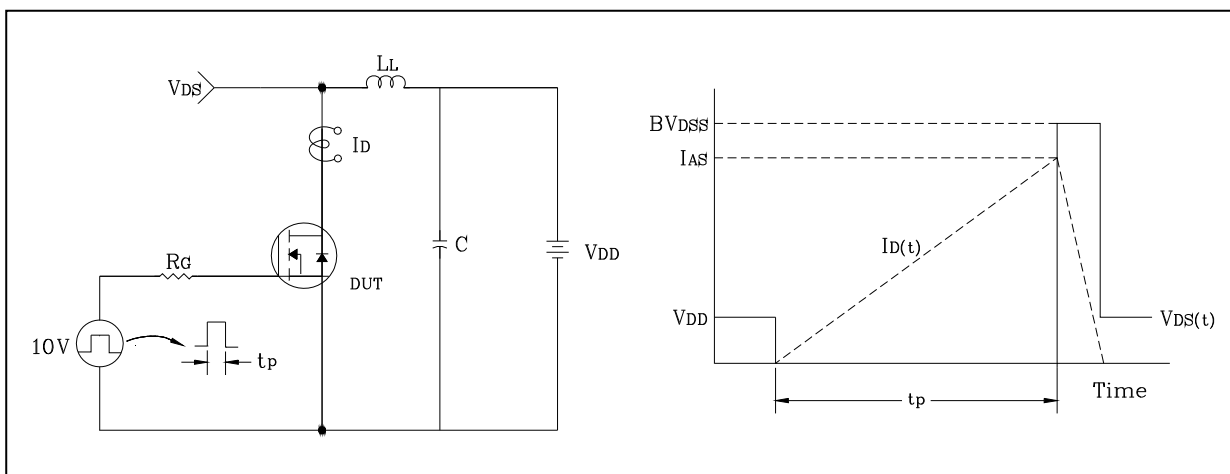 LL
VDS
ID
C
VDD
RG
DUT
10V
tp
BVDSS
IAS
ID(t)
VDD
VDS(t)
tp
Time